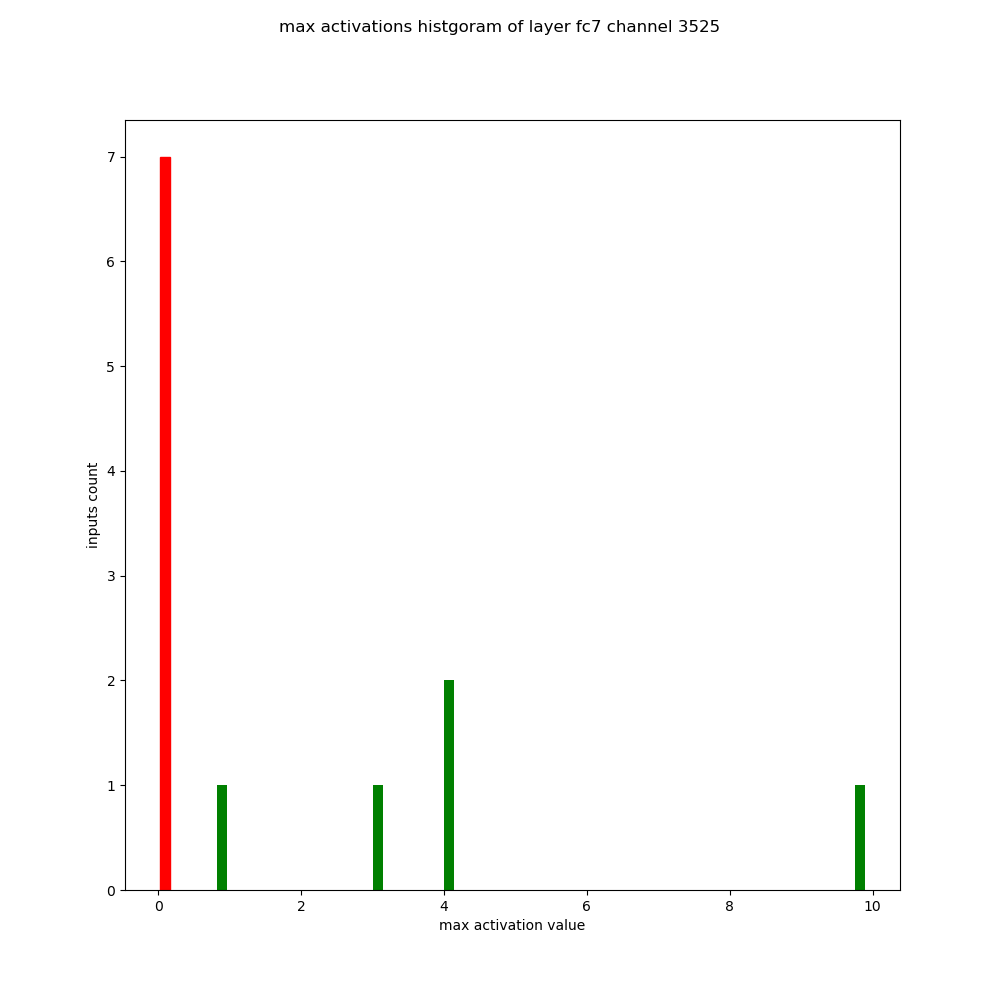 max activations histgoram of layer fc7 channel 3525
7
6
5
4
3
2
1
0
inputs count
0 2 4 6 8 10
max activation value